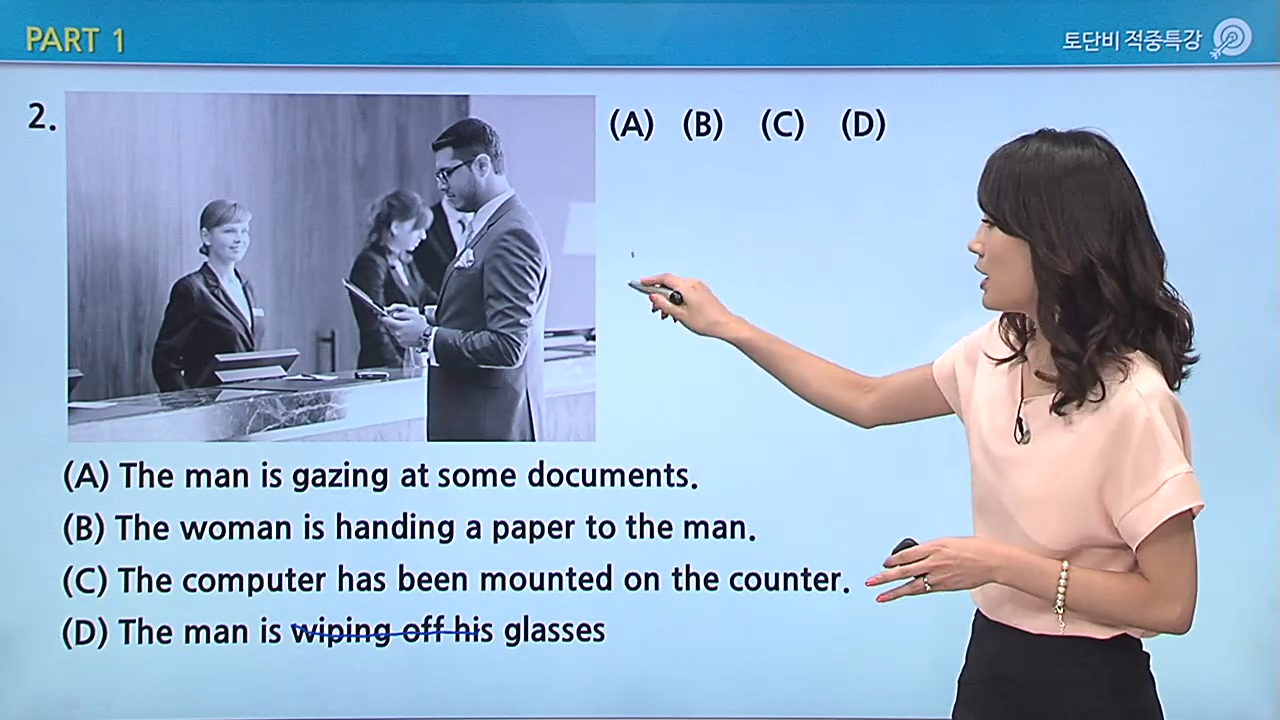 PART 1
토단비 적중특강
2.
(A) (B) (C) (D)
(A) The man is gazing at some documents.
(B) The woman is handing a paper to the man.
(C) The computer has been mounted on the counter.
(D) The man is wiping off his glasses